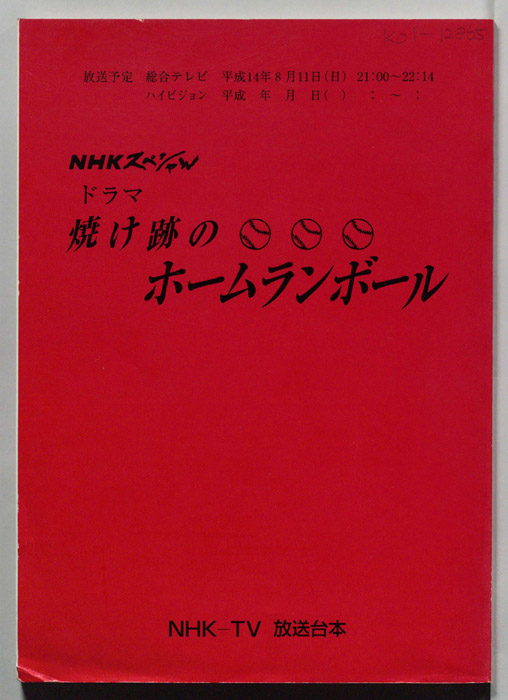 放送予定 総合テレビ 平成14年8月11日(日) 21:00〜22:14
ハイビジョン 平成 年 月 日( ) : 〜 :
NHKスペシャル
ドラマ
焼け跡の
ホームランボール
NHK-TV 放送台本